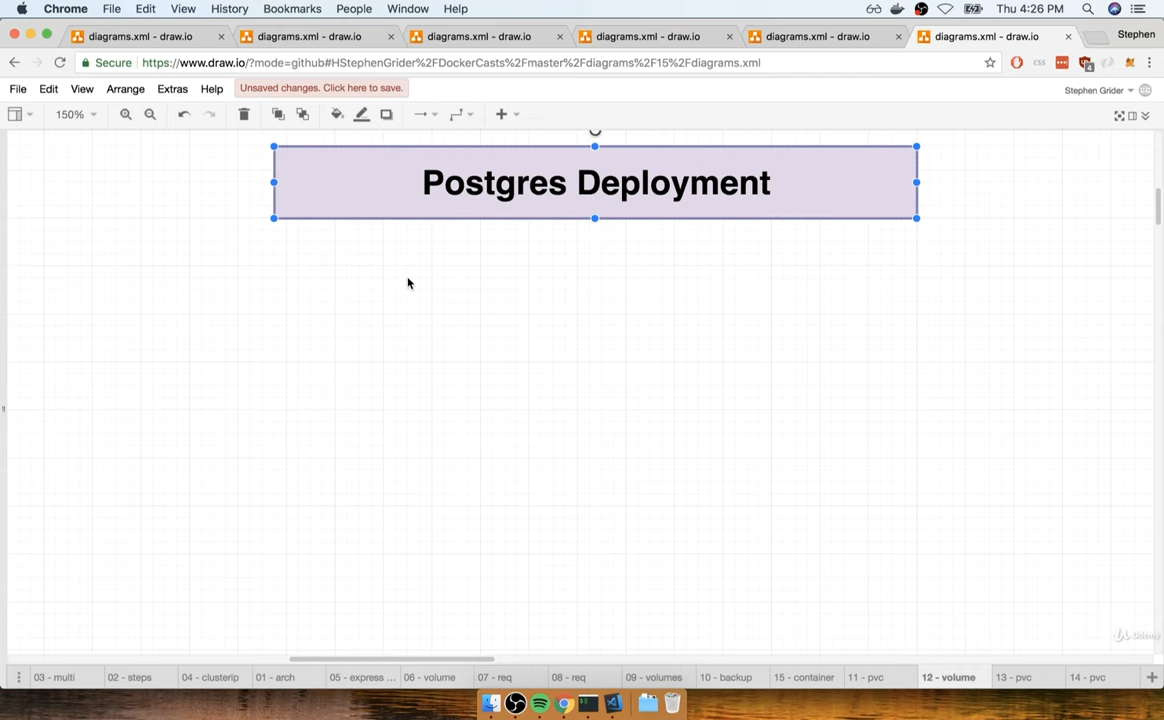 Chrome File Edit View History Bookmarks People Window Help Thu 4:26 PM
diagrams.xml - draw.io diagrams.xml - draw.io diagrams.xml - draw.io diagrams.xml - draw.io diagrams.xml - draw.io diagrams.xml - draw.io Stephen
Secure https://www.draw.io/?mode=github#HStephenGrider%2FDockerCasts%2Fmaster%2Fdiagrams%2F15%2Fdiagrams.xml css 4
File Edit View Arrange Extras Help Unsaved changes. Click here to save. Stephen Grider
150%
Postgres Deployment
Udemy
03 - multi 02 - steps 04 - clusterip 01 - arch 05 - express ... 06 - volume 07 - req 08 - req 09 - volumes 10 - backup 15 - container 11 - pvc 12 - volume 13 - pvc 14 - pvc